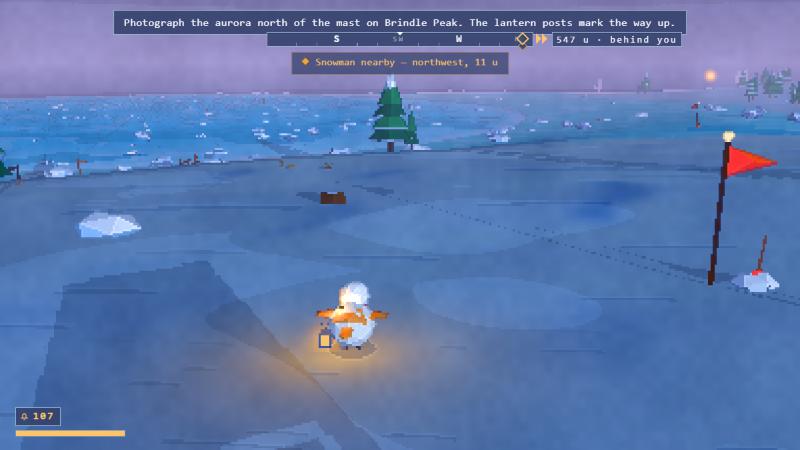 Photograph the aurora north of the mast on Brindle Peak. The lantern posts mark the way up.
S SW W
547 u · behind you
Snowman nearby — northwest, 11 u
107